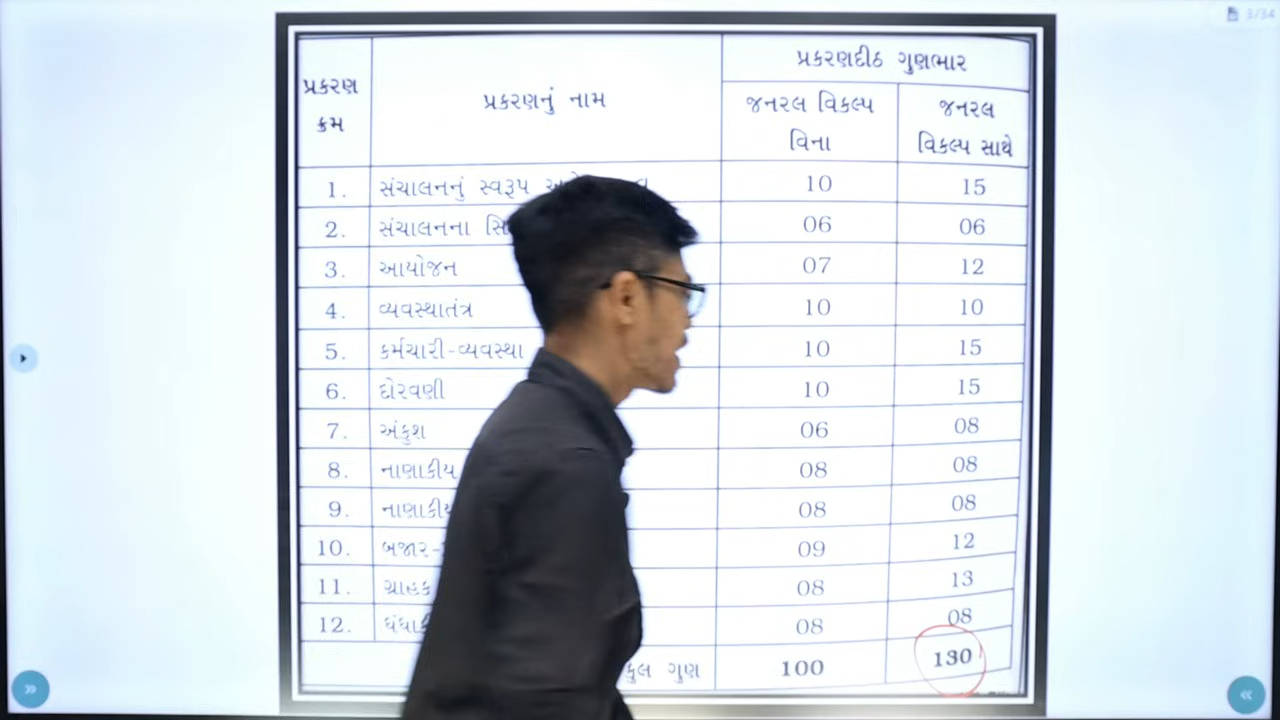 3/34
પ્રકરણ ક્રમ પ્રકરણનું નામ પ્રકરણદીઠ ગુણભાર
જનરલ વિકલ્પ વિના જનરલ વિકલ્પ સાથે
1. સંચાલનનું સ્વરૂપ 10 15
2. સંચાલનના 06 06
3. આયોજન 07 12
4. વ્યવસ્થાતંત્ર 10 10
5. કર્મચારી-વ્યવસ્થા 10 15
6. દોરવણી 10 15
7. અંકુશ 06 08
8. નાણાકીય 08 08
9. નાણાકીય 08 08
10. બજાર- 09 12
11. ગ્રાહક 08 13
12. 08 08
કુલ ગુણ 100 130